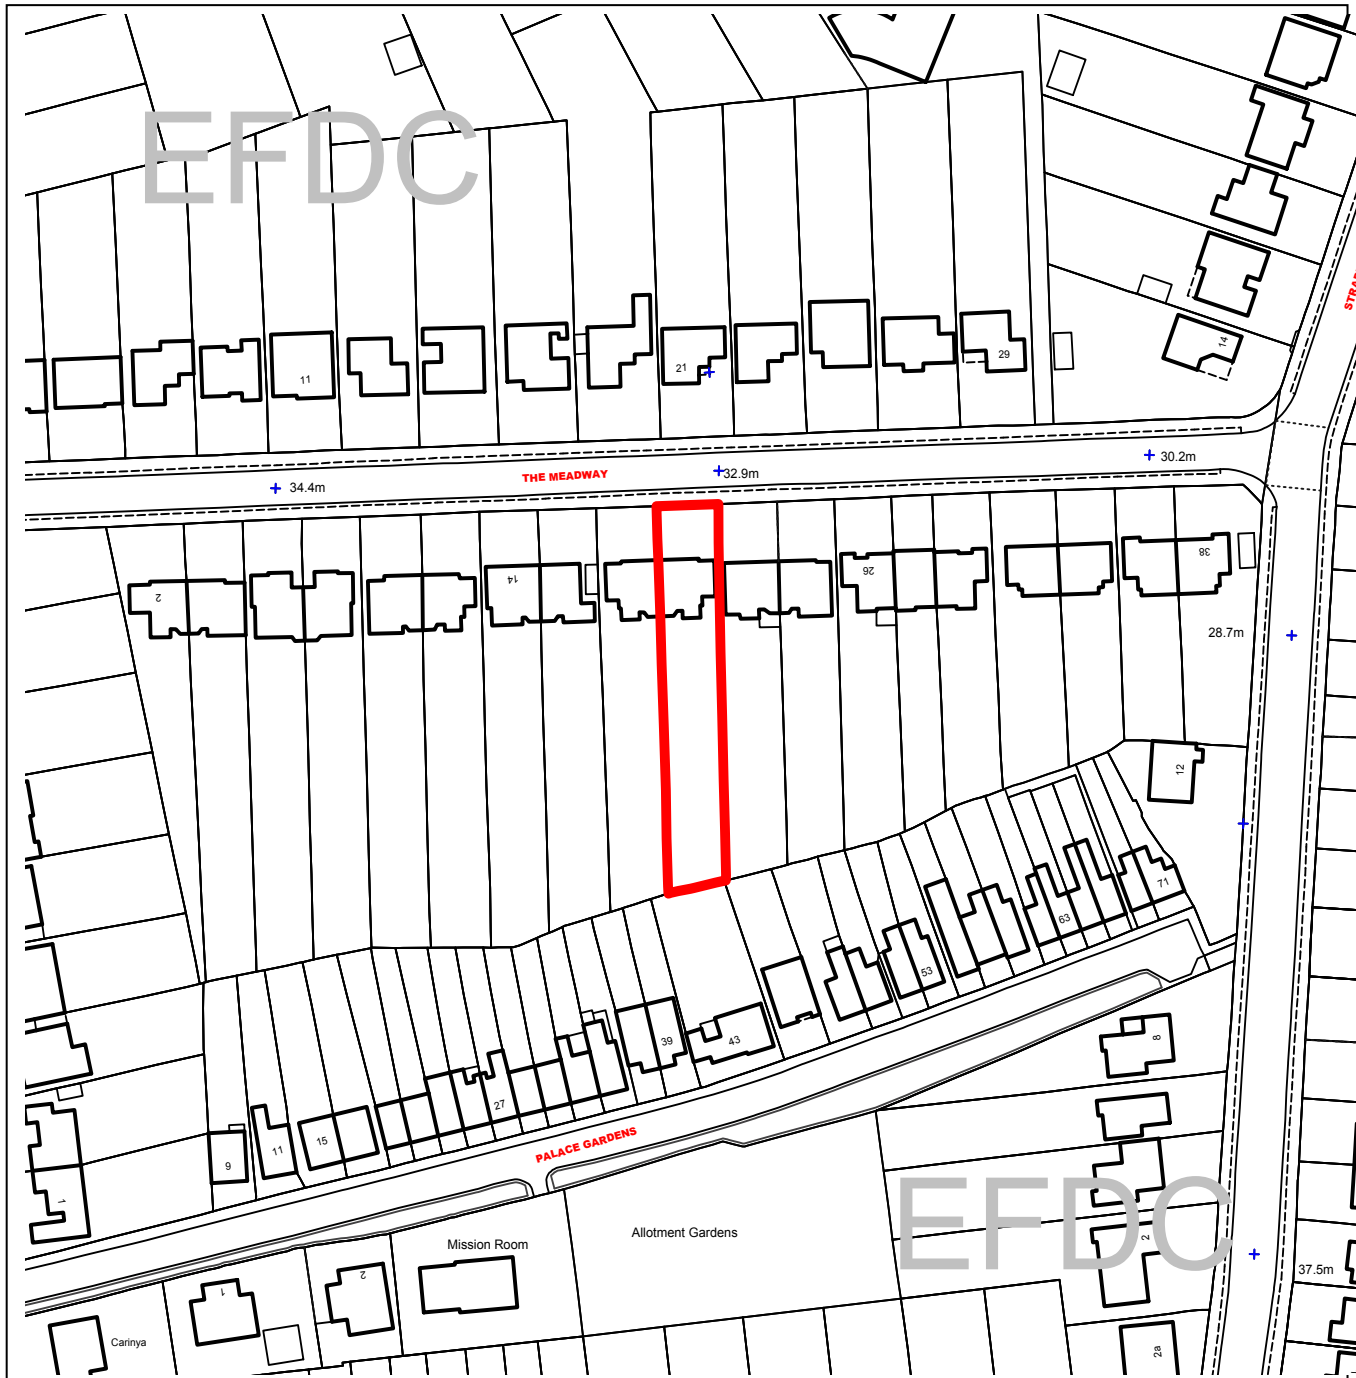 EFDC
STRA
14
29
21
11
30.2m
32.9m
THE MEADWAY
34.4m
38
26
14
2
28.7m
12
71
63
53
43
39
27
15
11
9
1
8
PALACE GARDENS
Allotment Gardens
Mission Room
EFDC
2
37.5m
2
1
Carinya
2a